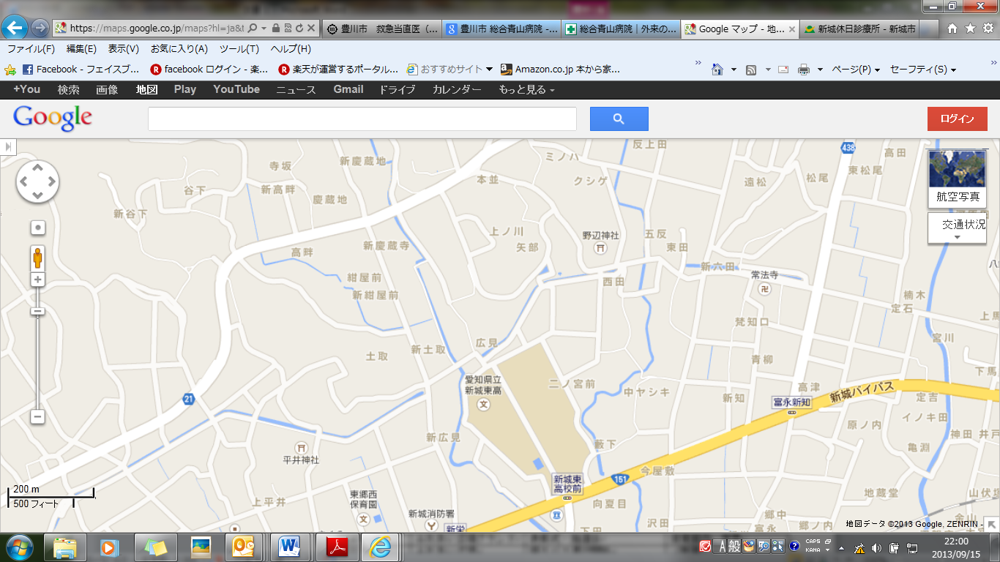 https://maps.google.co.jp/maps?hl=ja&t
豊川市 救急当直医（...
豊川市 総合青山病院 -...
総合青山病院｜外来の...
Google マップ - 地...
新城休日診療所 - 新城市
ファイル(F) 編集(E) 表示(V) お気に入り(A) ツール(T) ヘルプ(H)
Facebook - フェイスブ...
facebook ログイン - 楽...
楽天が運営するポータル...
おすすめサイト
Amazon.co.jp 本から家...
ページ(P)
セーフティ(S)
+You 検索 画像 地図 Play YouTube ニュース Gmail ドライブ カレンダー もっと見る
Google
ログイン
反上田
438
高田
ミノハ
寺坂
新慶蔵地
東松尾
松尾
本並
クシゲ
遠松
谷下
新高畔
慶蔵地
航空写真
新谷下
交通状況
上ノ川
野辺神社
五反
新慶蔵寺
矢部
東田
高畔
新六田
常法寺
紺屋前
西田
新紺屋前
楠木
定石
上馬
梵知口
広見
宮川
新土取
土取
青柳
下馬
愛知県立
新城東高
二ノ宮前
高津
新城バイパス
中ヤシキ
新知
富永新知
定吉
21
イノキ田
原ノ内
新広見
神田
井戸
藪下
亀淵
平井神社
今屋敷
新城東
高校前
151
200 m
500 フィート
上平井
東郷西
保育園
地蔵堂
山伏塚
向夏目
新城消防署
郷中
金山
沢田
富永
郷ノ内
新栄
下田
地図データ ©2013 Google, ZENRIN -
A 般
CAPS
KANA
22:00
2013/09/15